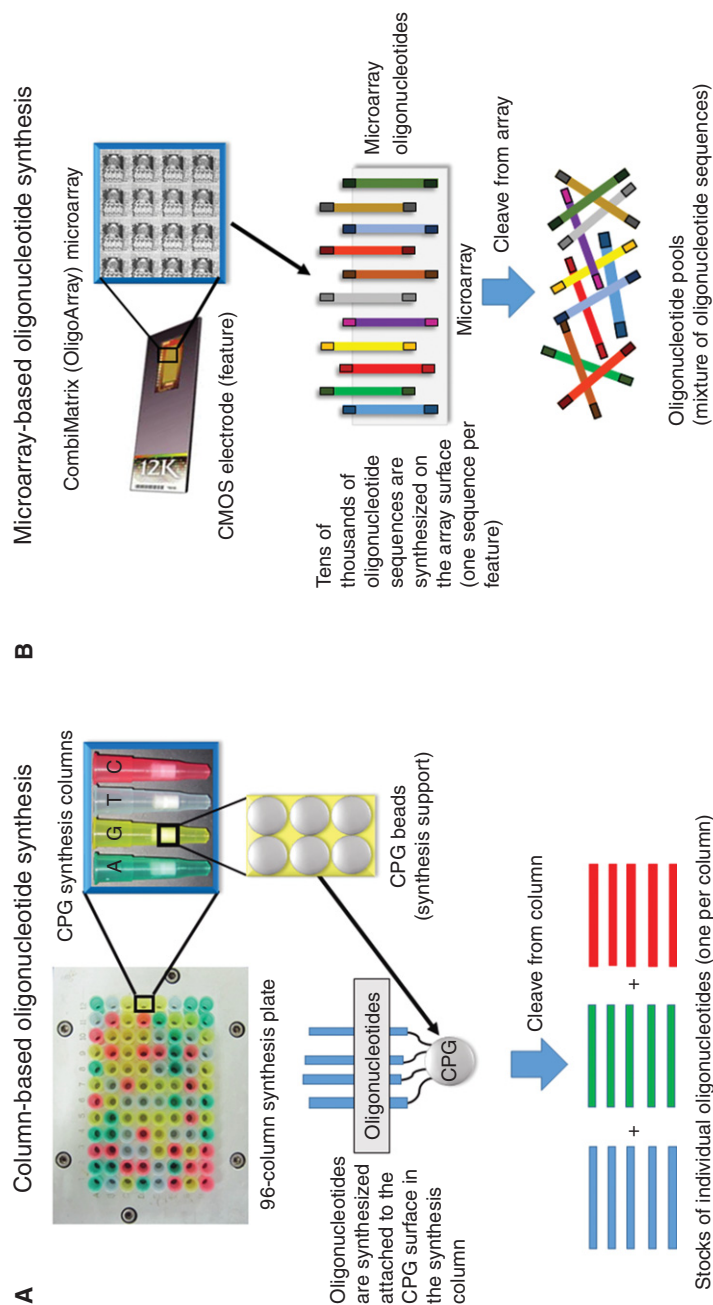 A
Column-based oligonucleotide synthesis
96-column synthesis plate
CPG synthesis columns
A
G
T
C
CPG beads
(synthesis support)
Oligonucleotides
are synthesized
attached to the
CPG surface in
the synthesis
column
Oligonucleotides
CPG
Cleave from column
+
+
Stocks of individual oligonucleotides (one per column)
B
Microarray-based oligonucleotide synthesis
CombiMatrix (OligoArray) microarray
12K
CMOS electrode (feature)
Tens of
thousands of
oligonucleotide
sequences are
synthesized on
the array surface
(one sequence per
feature)
Microarray
oligonucleotides
Microarray
Cleave from array
Oligonucleotide pools
(mixture of oligonucleotide sequences)